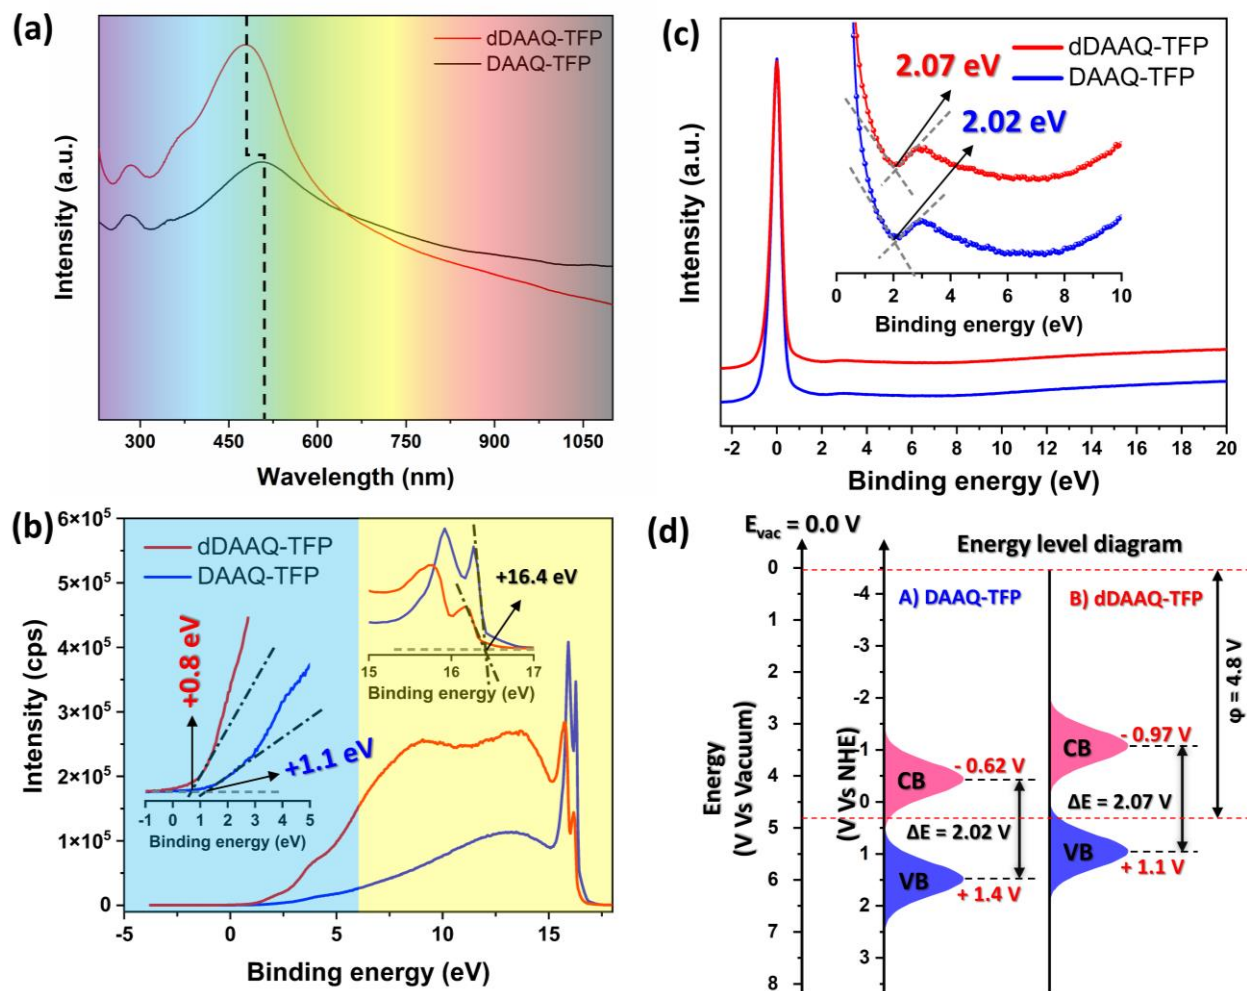 (a)
dDAAQ-TFP
DAAQ-TFP
Intensity (a.u.)
300 450 600 750 900 1050
Wavelength (nm)
(c)
dDAAQ-TFP
DAAQ-TFP
2.07 eV
2.02 eV
Intensity (a.u.)
0 2 4 6 8 10
Binding energy (eV)
-2 0 2 4 6 8 10 12 14 16 18 20
Binding energy (eV)
(b)
6×10⁵
5×10⁵
4×10⁵
3×10⁵
2×10⁵
1×10⁵
0
Intensity (cps)
dDAAQ-TFP
DAAQ-TFP
+0.8 eV
+1.1 eV
-1 0 1 2 3 4 5
Binding energy (eV)
+16.4 eV
15 16 17
Binding energy (eV)
-5 0 5 10 15
Binding energy (eV)
(d)
Evac = 0.0 V
Energy level diagram
0
1
2
3
4
5
6
7
8
Energy
(V Vs Vacuum)
-4
-3
-2
-1
0
1
2
3
(V Vs NHE)
A) DAAQ-TFP
B) dDAAQ-TFP
φ = 4.8 V
CB
- 0.62 V
ΔE = 2.02 V
VB
+ 1.4 V
CB
- 0.97 V
ΔE = 2.07 V
VB
+ 1.1 V